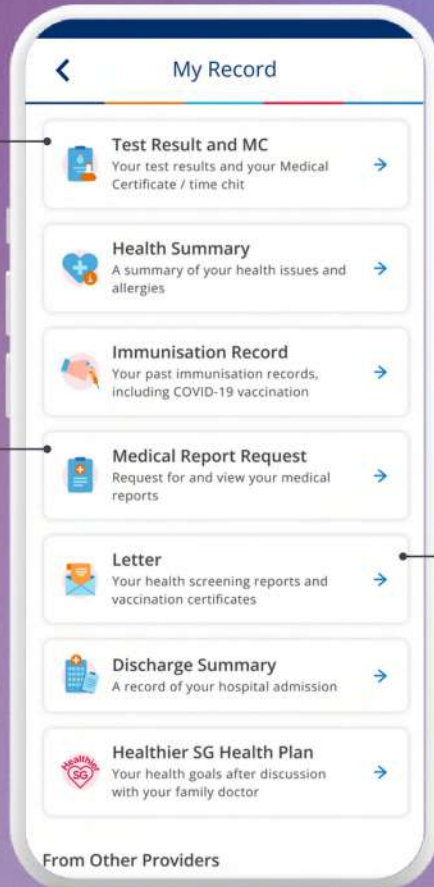 My Record
Test Result and MC
Your test results and your Medical
Certificate / time chit
Health Summary
A summary of your health issues and
allergies
Immunisation Record
Your past immunisation records,
including COVID-19 vaccination
Medical Report Request
Request for and view your medical
reports
Letter
Your health screening reports and
vaccination certificates
Discharge Summary
A record of your hospital admission
Healthier
SG
Healthier SG Health Plan
Your health goals after discussion
with your family doctor
From Other Providers